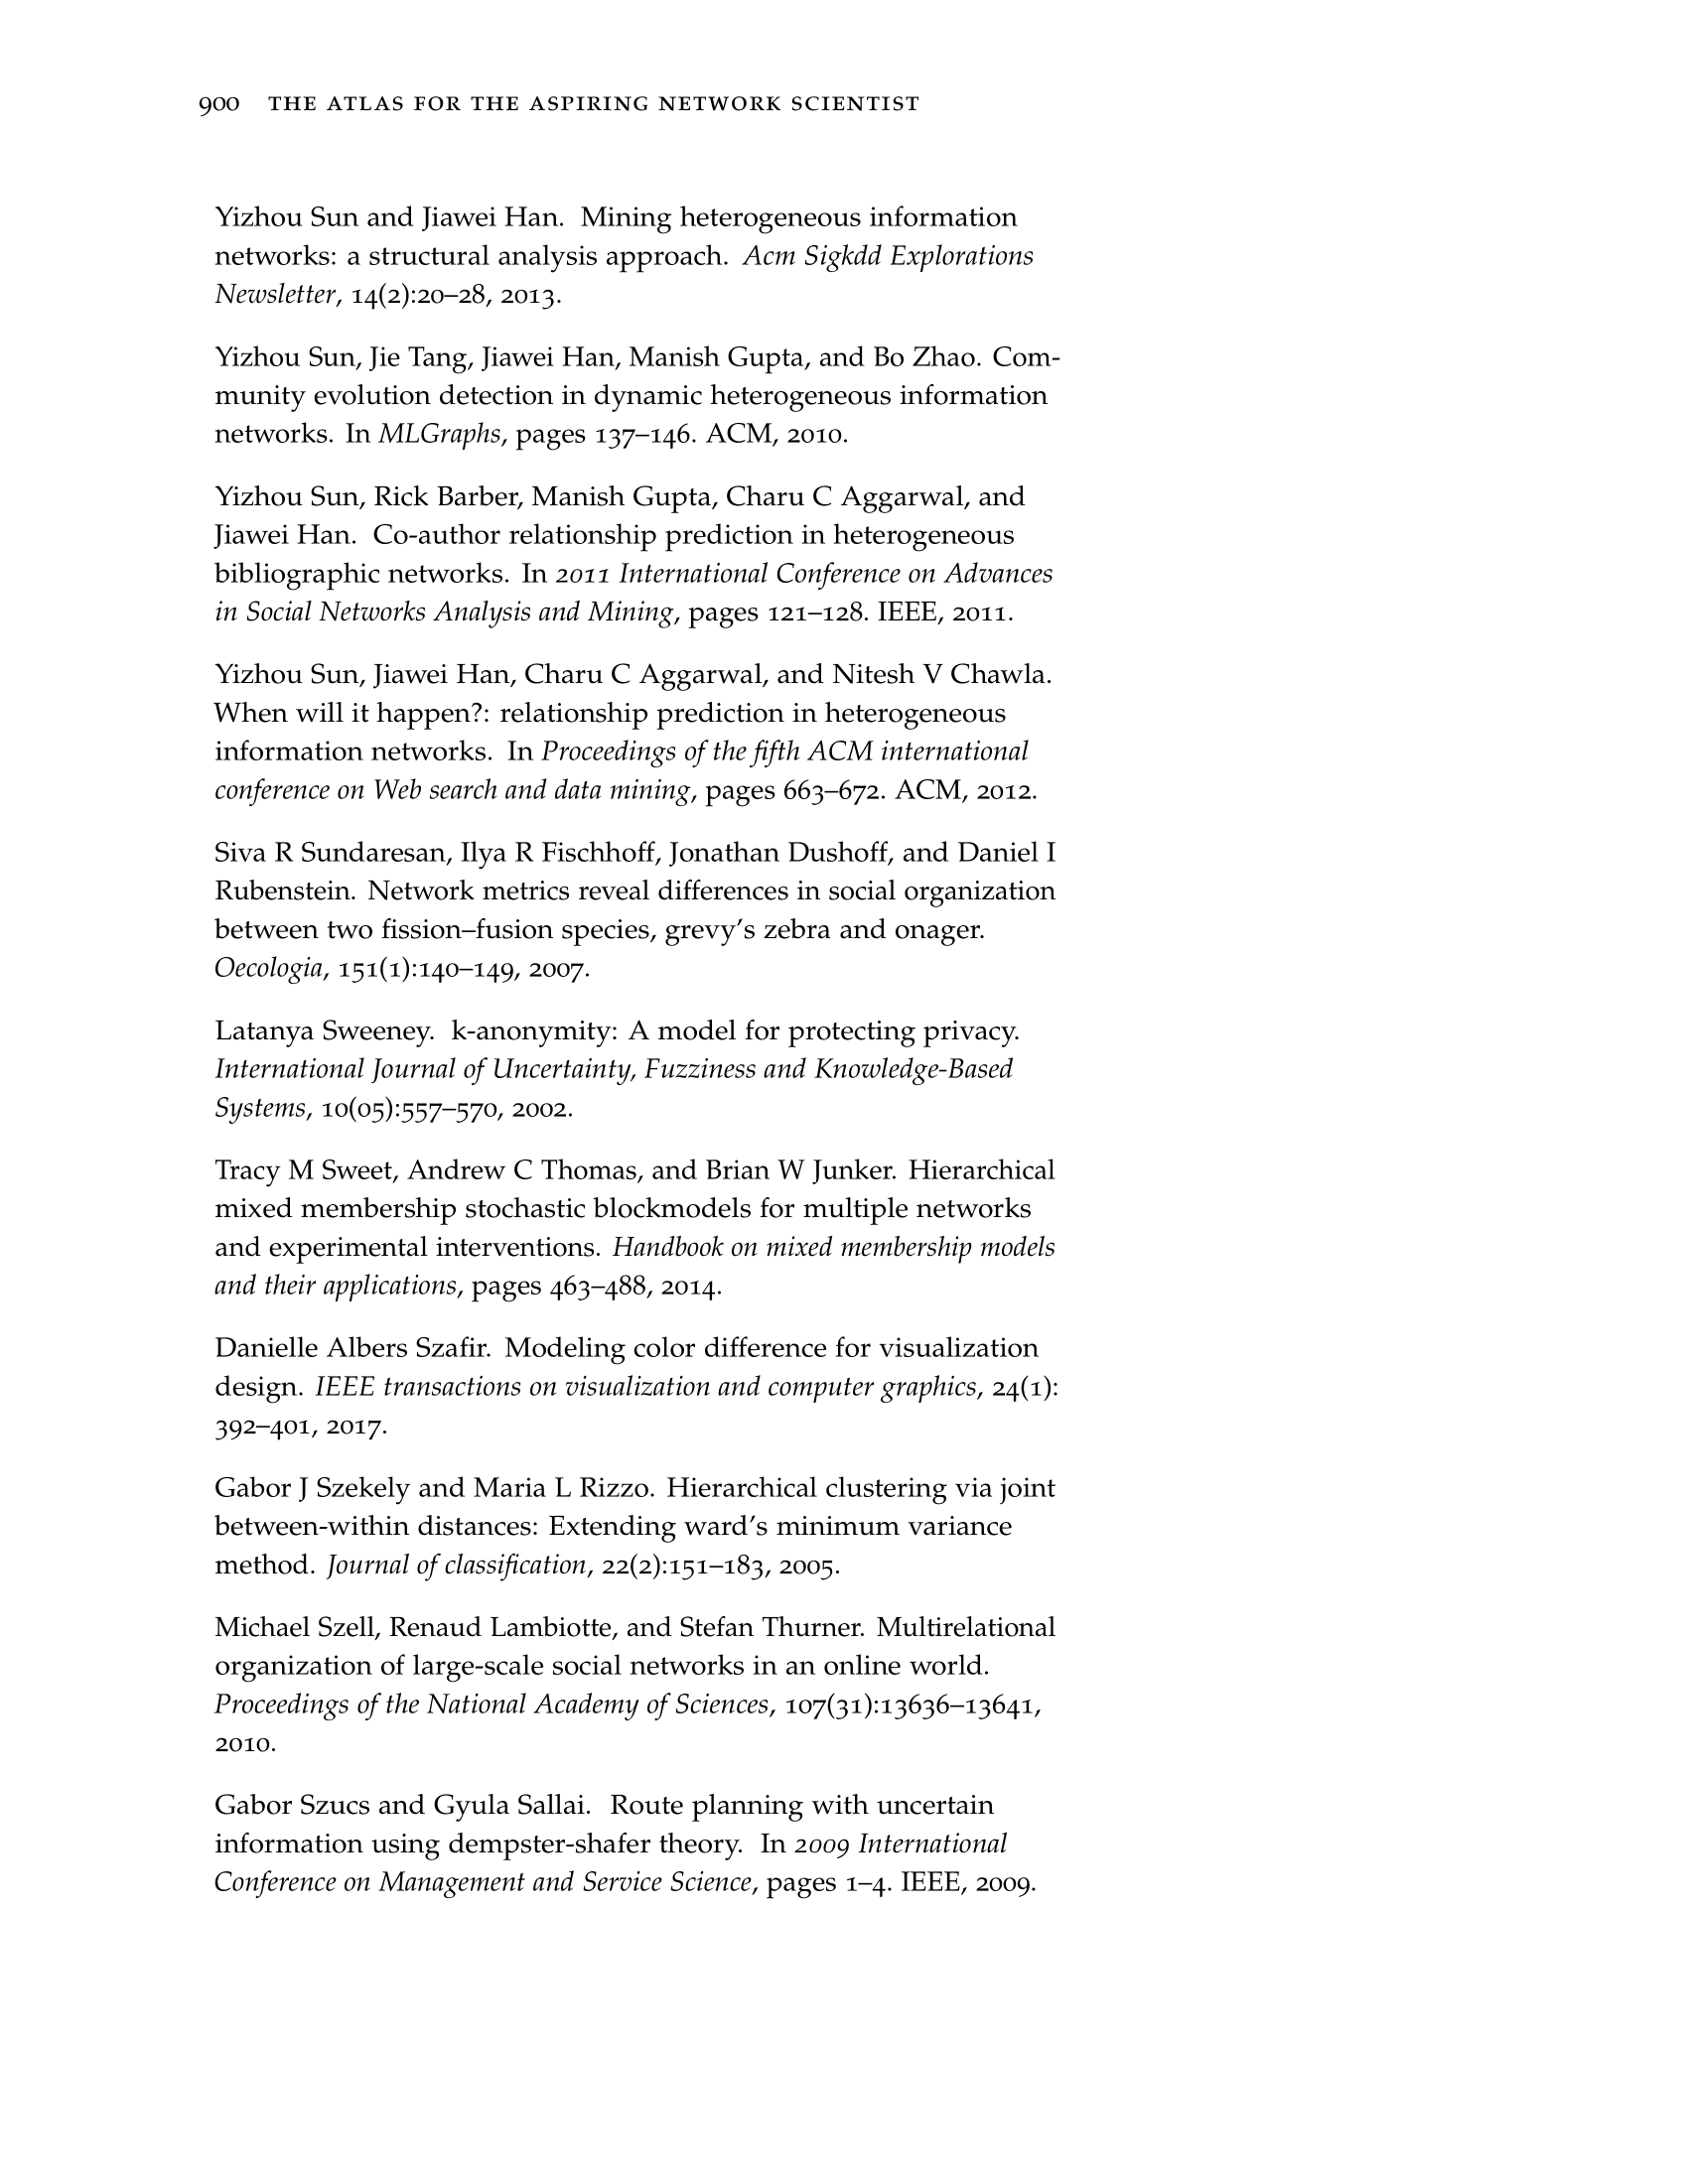 900 THE ATLAS FOR THE ASPIRING NETWORK SCIENTIST
Yizhou Sun and Jiawei Han. Mining heterogeneous information
networks: a structural analysis approach. Acm Sigkdd Explorations
Newsletter, 14(2):20–28, 2013.
Yizhou Sun, Jie Tang, Jiawei Han, Manish Gupta, and Bo Zhao. Com-
munity evolution detection in dynamic heterogeneous information
networks. In MLGraphs, pages 137–146. ACM, 2010.
Yizhou Sun, Rick Barber, Manish Gupta, Charu C Aggarwal, and
Jiawei Han. Co-author relationship prediction in heterogeneous
bibliographic networks. In 2011 International Conference on Advances
in Social Networks Analysis and Mining, pages 121–128. IEEE, 2011.
Yizhou Sun, Jiawei Han, Charu C Aggarwal, and Nitesh V Chawla.
When will it happen?: relationship prediction in heterogeneous
information networks. In Proceedings of the fifth ACM international
conference on Web search and data mining, pages 663–672. ACM, 2012.
Siva R Sundaresan, Ilya R Fischhoff, Jonathan Dushoff, and Daniel I
Rubenstein. Network metrics reveal differences in social organization
between two fission–fusion species, grevy's zebra and onager.
Oecologia, 151(1):140–149, 2007.
Latanya Sweeney. k-anonymity: A model for protecting privacy.
International Journal of Uncertainty, Fuzziness and Knowledge-Based
Systems, 10(05):557–570, 2002.
Tracy M Sweet, Andrew C Thomas, and Brian W Junker. Hierarchical
mixed membership stochastic blockmodels for multiple networks
and experimental interventions. Handbook on mixed membership models
and their applications, pages 463–488, 2014.
Danielle Albers Szafir. Modeling color difference for visualization
design. IEEE transactions on visualization and computer graphics, 24(1):
392–401, 2017.
Gabor J Szekely and Maria L Rizzo. Hierarchical clustering via joint
between-within distances: Extending ward's minimum variance
method. Journal of classification, 22(2):151–183, 2005.
Michael Szell, Renaud Lambiotte, and Stefan Thurner. Multirelational
organization of large-scale social networks in an online world.
Proceedings of the National Academy of Sciences, 107(31):13636–13641,
2010.
Gabor Szucs and Gyula Sallai. Route planning with uncertain
information using dempster-shafer theory. In 2009 International
Conference on Management and Service Science, pages 1–4. IEEE, 2009.